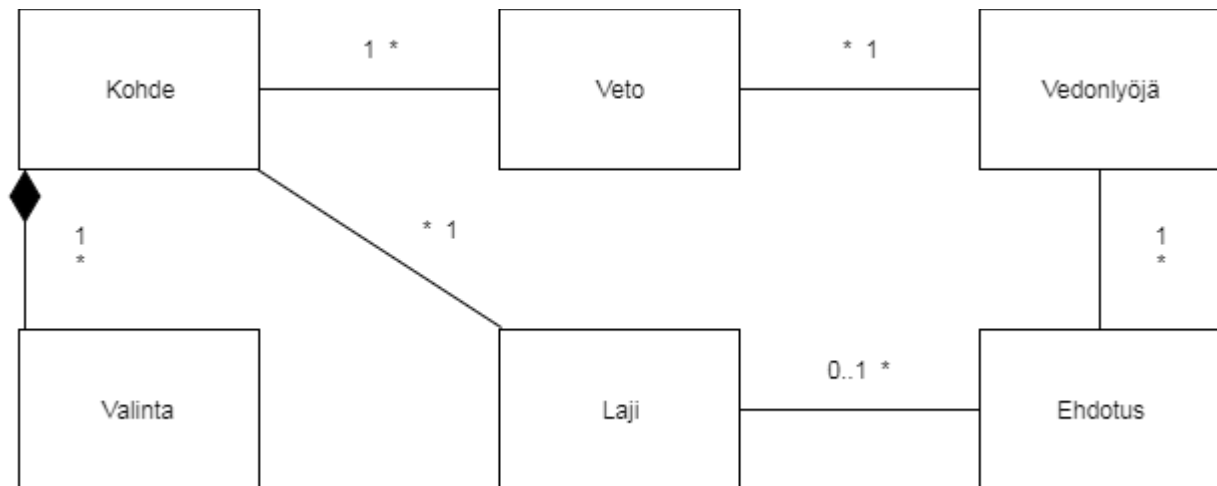 1 *
* 1
Kohde
Veto
Vedonlyöjä
* 1
1
*
1
*
0..1 *
Valinta
Laji
Ehdotus